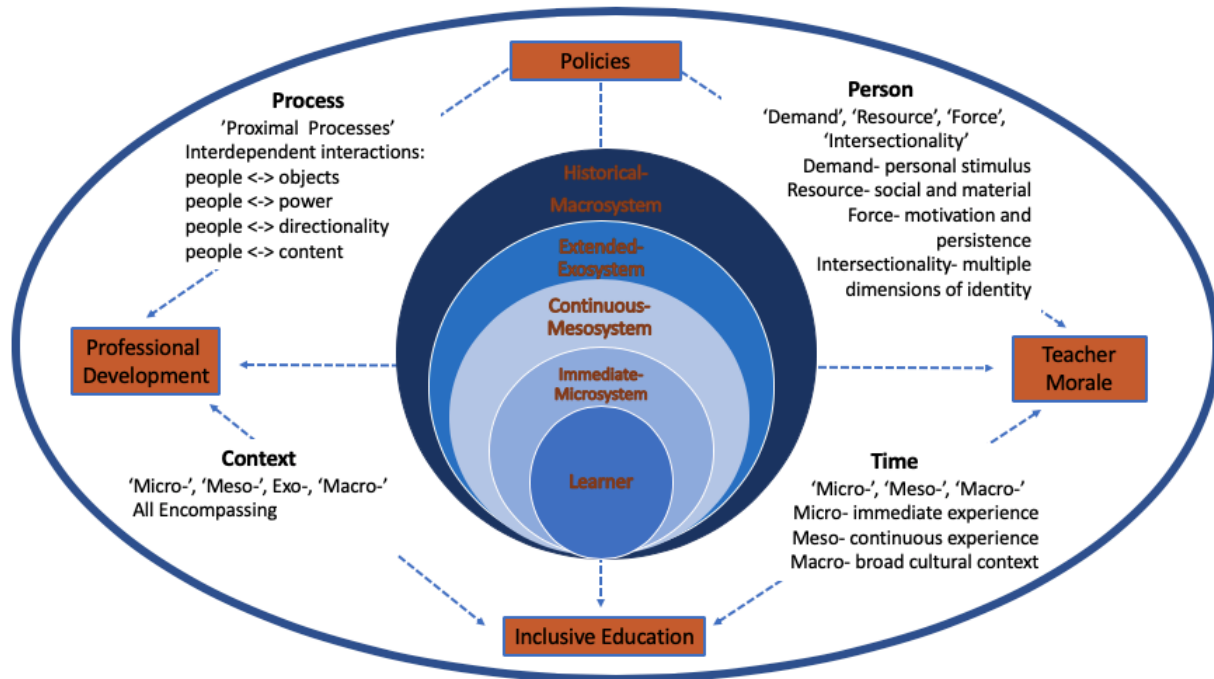 Policies
Process
'Proximal Processes'
Interdependent interactions:
people <-> objects
people <-> power
people <-> directionality
people <-> content
Person
'Demand', 'Resource', 'Force',
'Intersectionality'
Demand- personal stimulus
Resource- social and material
Force- motivation and
persistence
Intersectionality- multiple
dimensions of identity
Historical-
Macrosystem
Extended-
Exosystem
Continuous-
Mesosystem
Immediate-
Microsystem
Learner
Professional
Development
Teacher
Morale
Context
'Micro-', 'Meso-', Exo-, 'Macro-'
All Encompassing
Time
'Micro-', 'Meso-', 'Macro-'
Micro- immediate experience
Meso- continuous experience
Macro- broad cultural context
Inclusive Education